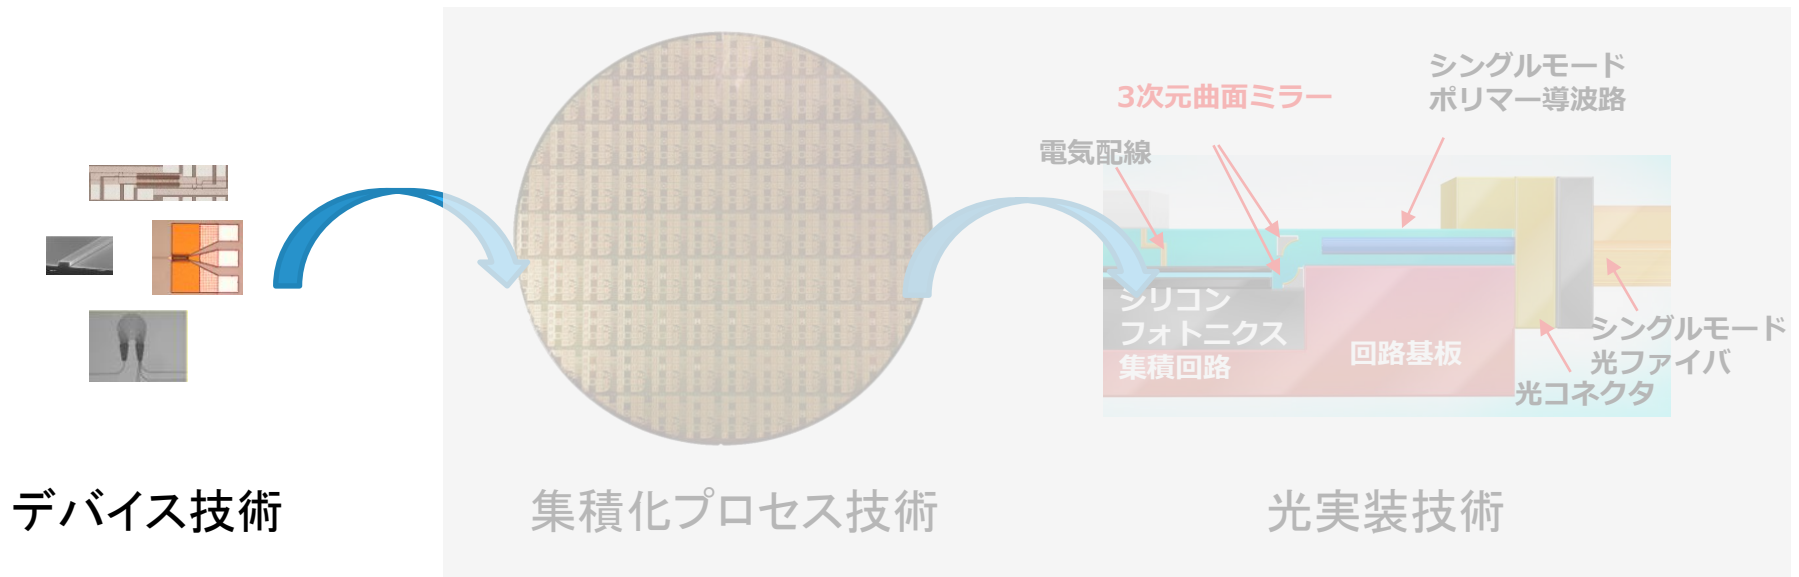 シングルモード
ポリマー導波路
3次元曲面ミラー
電気配線
シリコン
フォトニクス
集積回路
回路基板
シングルモード
光ファイバ
光コネクタ
デバイス技術
集積化プロセス技術
光実装技術